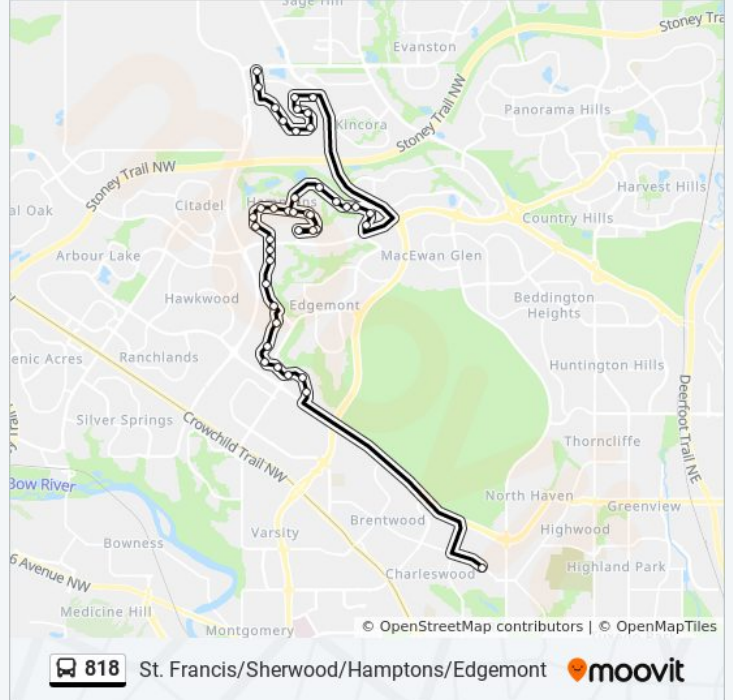 Sage Hill
Stoney Tra
Evanston
Panorama Hills
Stoney Trail NW
Kincora
Stoney Trail NW
Harvest Hills
Citadel
al Oak
Country Hills
Arbour Lake
MacEwan Glen
Hawkwood
Edgemont
Beddington
Heights
enic Acres
Ranchlands
Huntington Hills
Deerfoot Trail NE
Silver Springs
Crowchild Trail NW
Thorncliffe
Bow River
North Haven
Greenview
Brentwood
Varsity
Highwood
Bowness
6 Avenue NW
Charleswood
Highland Park
Medicine Hill
Montgomery
© OpenStreetMap contributors | © OpenMapTiles
818 St. Francis/Sherwood/Hamptons/Edgemont moovit